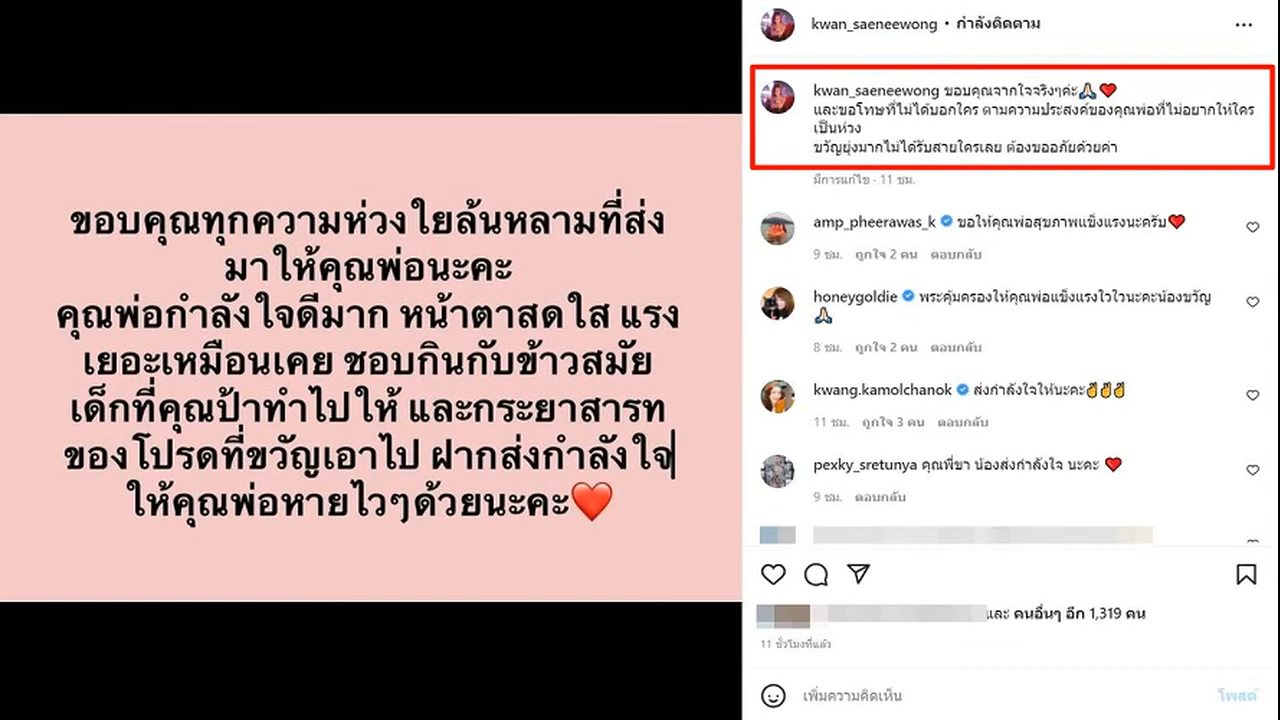 ขอบคุณทุกความห่วงใยล้นหลามที่ส่ง
มาให้คุณพ่อนะคะ
คุณพ่อกำลังใจดีมาก หน้าตาสดใส แรง
เยอะเหมือนเคย ชอบกินกับข้าวสมัย
เด็กที่คุณป้าทำไปให้ และกระยาสารท
ของโปรดที่ขวัญเอาไป ฝากส่งกำลังใจ
ให้คุณพ่อหายไวๆด้วยนะคะ❤️
kwan_saeneewong • กำลังติดตาม
kwan_saeneewong ขอบคุณจากใจจริงๆค่ะ🙏🏻❤️
และขอโทษที่ไม่ได้บอกใคร ตามความประสงค์ของคุณพ่อที่ไม่อยากให้ใคร
เป็นห่วง
ขวัญยุ่งมากไม่ได้รับสายใครเลย ต้องขออภัยด้วยค่า
มีการแก้ไข · 11 ชม.
amp_pheerawas_k ขอให้คุณพ่อสุขภาพแข็งแรงนะครับ❤️
9 ชม. ถูกใจ 2 คน ตอบกลับ
honeygoldie พระคุ้มครองให้คุณพ่อแข็งแรงไวไวนะคะน้องขวัญ
🙏🏻
8 ชม. ถูกใจ 2 คน ตอบกลับ
kwang.kamolchanok ส่งกำลังใจให้นะคะ✌️✌️✌️
11 ชม. ถูกใจ 3 คน ตอบกลับ
pexky_sretunya คุณพี่ขา น้องส่งกำลังใจ นะคะ ❤️
9 ชม. ตอบกลับ
และ คนอื่นๆ อีก 1,319 คน
11 ชั่วโมงที่แล้ว
เพิ่มความคิดเห็น
โพสต์